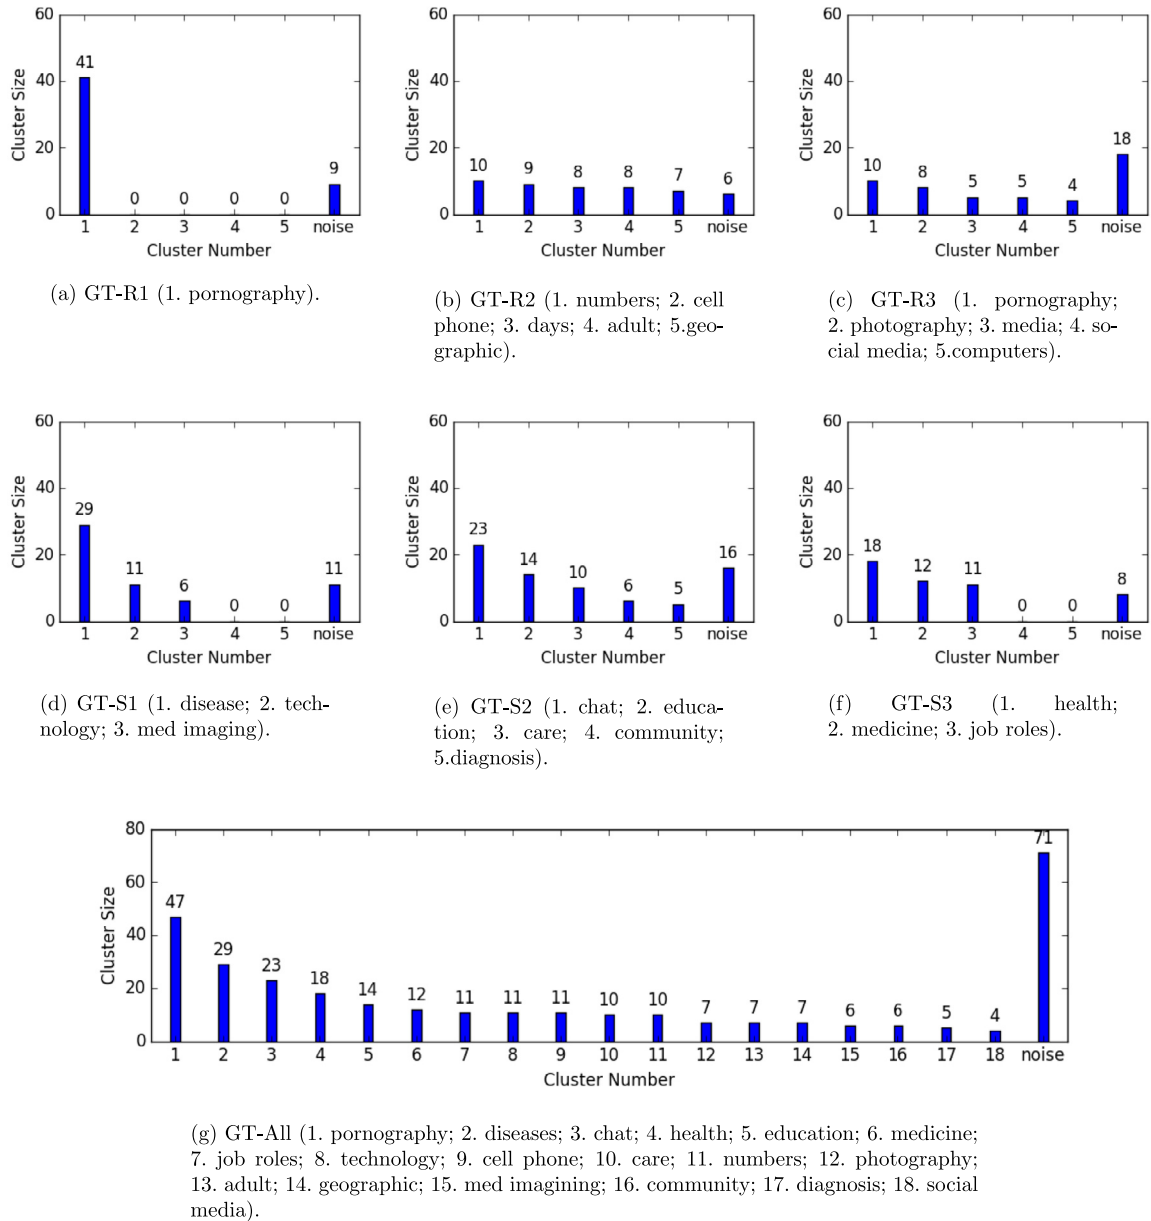 60
40
20
0
Cluster Size
41
0
0
0
0
9
1 2 3 4 5 noise
Cluster Number
(a) GT-R1 (1. pornography).
60
40
20
0
Cluster Size
10
9
8
8
7
6
1 2 3 4 5 noise
Cluster Number
(b) GT-R2 (1. numbers; 2. cell
phone; 3. days; 4. adult; 5.geo-
graphic).
60
40
20
0
Cluster Size
10
8
5
5
4
18
1 2 3 4 5 noise
Cluster Number
(c) GT-R3 (1. pornography;
2. photography; 3. media; 4. so-
cial media; 5.computers).
60
40
20
0
Cluster Size
29
11
6
0
0
11
1 2 3 4 5 noise
Cluster Number
(d) GT-S1 (1. disease; 2. tech-
nology; 3. med imaging).
60
40
20
0
Cluster Size
23
14
10
6
5
16
1 2 3 4 5 noise
Cluster Number
(e) GT-S2 (1. chat; 2. educa-
tion; 3. care; 4. community;
5.diagnosis).
60
40
20
0
Cluster Size
18
12
11
0
0
8
1 2 3 4 5 noise
Cluster Number
(f) GT-S3 (1. health;
2. medicine; 3. job roles).
80
60
40
20
0
Cluster Size
47
29
23
18
14
12
11
11
11
10
10
7
7
7
6
6
5
4
71
1 2 3 4 5 6 7 8 9 10 11 12 13 14 15 16 17 18 noise
Cluster Number
(g) GT-All (1. pornography; 2. diseases; 3. chat; 4. health; 5. education; 6. medicine;
7. job roles; 8. technology; 9. cell phone; 10. care; 11. numbers; 12. photography;
13. adult; 14. geographic; 15. med imagining; 16. community; 17. diagnosis; 18. social
media).